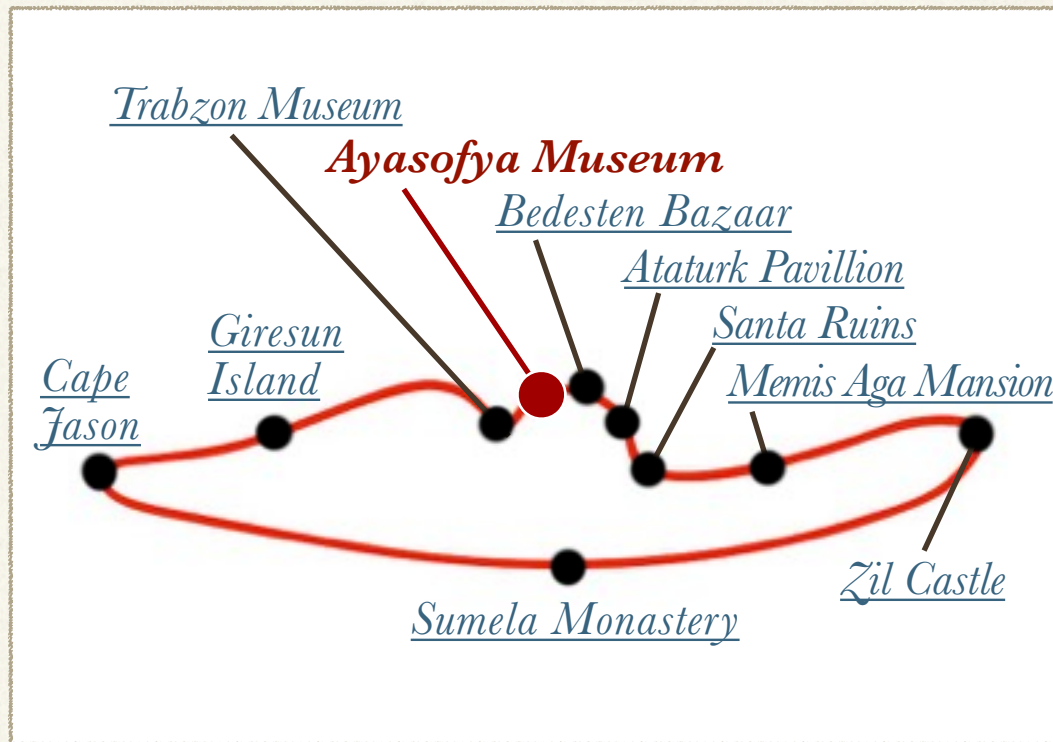 Trabzon Museum
Ayasofya Museum
Bedesten Bazaar
Ataturk Pavillion
Santa Ruins
Giresun
Island
Memis Aga Mansion
Cape
Jason
Zil Castle
Sumela Monastery